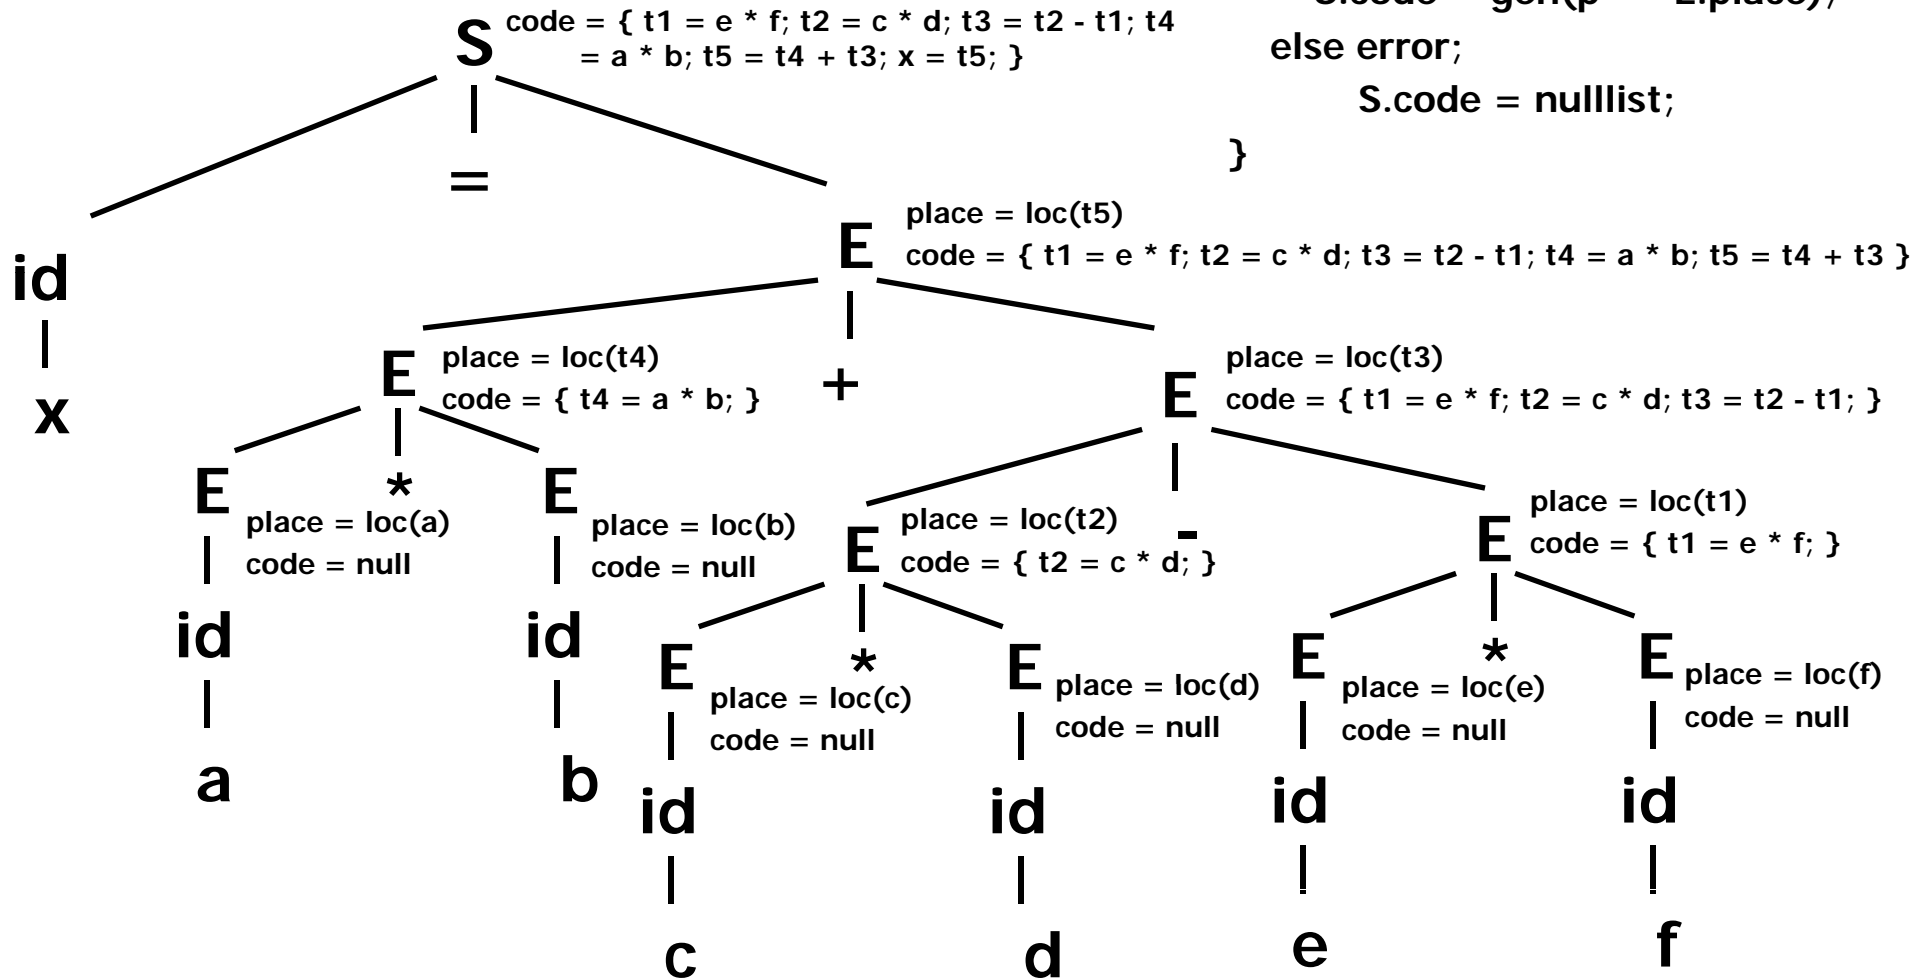 S.code gen(p E.place);
S
code = { t1 = e * f; t2 = c * d; t3 = t2 - t1; t4
= a * b; t5 = t4 + t3; x = t5; }
else error;
S.code = nulllist;
}
=
E
place = loc(t5)
code = { t1 = e * f; t2 = c * d; t3 = t2 - t1; t4 = a * b; t5 = t4 + t3 }
id
x
E
place = loc(t4)
code = { t4 = a * b; }
+
E
place = loc(t3)
code = { t1 = e * f; t2 = c * d; t3 = t2 - t1; }
E
place = loc(a)
code = null
*
E
place = loc(b)
code = null
E
place = loc(t2)
code = { t2 = c * d; }
-
E
place = loc(t1)
code = { t1 = e * f; }
id
id
E
place = loc(c)
code = null
*
E
place = loc(d)
code = null
E
place = loc(e)
code = null
*
E
place = loc(f)
code = null
a
b
id
id
id
id
c
d
e
f